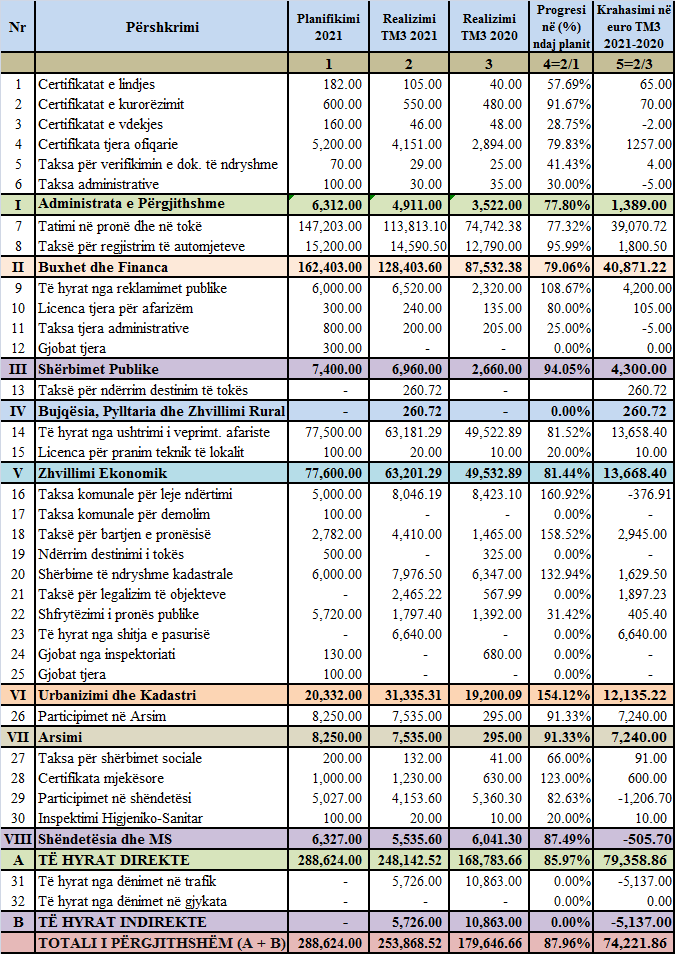 Nr Përshkrimi Planifikimi 2021 Realizimi TM3 2021 Realizimi TM3 2020 Progresi në (%) ndaj planit Krahasimi në euro TM3 2021-2020
1 2 3 4=2/1 5=2/3
1 Certifikatat e lindjes 182.00 105.00 40.00 57.69% 65.00
2 Certifikatat e kurorëzimit 600.00 550.00 480.00 91.67% 70.00
3 Certifikatat e vdekjes 160.00 46.00 48.00 28.75% -2.00
4 Certifikata tjera ofiqarie 5,200.00 4,151.00 2,894.00 79.83% 1257.00
5 Taksa për verifikimin e dok. të ndryshme 70.00 29.00 25.00 41.43% 4.00
6 Taksa administrative 100.00 30.00 35.00 30.00% -5.00
I Administrata e Përgjithshme 6,312.00 4,911.00 3,522.00 77.80% 1,389.00
7 Tatimi në pronë dhe në tokë 147,203.00 113,813.10 74,742.38 77.32% 39,070.72
8 Taksë për regjistrim të automjeteve 15,200.00 14,590.50 12,790.00 95.99% 1,800.50
II Buxhet dhe Financa 162,403.00 128,403.60 87,532.38 79.06% 40,871.22
9 Të hyrat nga reklamimet publike 6,000.00 6,520.00 2,320.00 108.67% 4,200.00
10 Licenca tjera për afarizëm 300.00 240.00 135.00 80.00% 105.00
11 Taksa tjera administrative 800.00 200.00 205.00 25.00% -5.00
12 Gjobat tjera 300.00 - - 0.00% 0.00
III Shërbimet Publike 7,400.00 6,960.00 2,660.00 94.05% 4,300.00
13 Taksë për ndërrim destinim të tokës - 260.72 260.72
IV Bujqësia, Pylltaria dhe Zhvillimi Rural - 260.72 - 0.00% 260.72
14 Të hyrat nga ushtrimi i veprimt. afariste 77,500.00 63,181.29 49,522.89 81.52% 13,658.40
15 Licenca për pranim teknik të lokalit 100.00 20.00 10.00 20.00% 10.00
V Zhvillimi Ekonomik 77,600.00 63,201.29 49,532.89 81.44% 13,668.40
16 Taksa komunale për leje ndërtimi 5,000.00 8,046.19 8,423.10 160.92% -376.91
17 Taksa komunale për demolim 100.00 - - 0.00% -
18 Taksë për bartjen e pronësisë 2,782.00 4,410.00 1,465.00 158.52% 2,945.00
19 Ndërrim destinimi i tokës 500.00 - 325.00 0.00% -
20 Shërbime të ndryshme kadastrale 6,000.00 7,976.50 6,347.00 132.94% 1,629.50
21 Taksë për legalizim të objekteve - 2,465.22 567.99 0.00% 1,897.23
22 Shfrytëzimi i pronës publike 5,720.00 1,797.40 1,392.00 31.42% 405.40
23 Të hyrat nga shitja e pasurisë - 6,640.00 - 0.00% 6,640.00
24 Gjobat nga inspektoriati 130.00 - 680.00 0.00% -
25 Gjobat tjera 100.00 - - 0.00% -
VI Urbanizimi dhe Kadastri 20,332.00 31,335.31 19,200.09 154.12% 12,135.22
26 Participimet në Arsim 8,250.00 7,535.00 295.00 91.33% 7,240.00
VII Arsimi 8,250.00 7,535.00 295.00 91.33% 7,240.00
27 Taksa për shërbimet sociale 200.00 132.00 41.00 66.00% 91.00
28 Certifikata mjekësore 1,000.00 1,230.00 630.00 123.00% 600.00
29 Participimet në shëndetësi 5,027.00 4,153.60 5,360.30 82.63% -1,206.70
30 Inspektimi Higjeniko-Sanitar 100.00 20.00 10.00 20.00% 10.00
VIII Shëndetësia dhe MS 6,327.00 5,535.60 6,041.30 87.49% -505.70
A TË HYRAT DIREKTE 288,624.00 248,142.52 168,783.66 85.97% 79,358.86
31 Të hyrat nga dënimet në trafik - 5,726.00 10,863.00 0.00% -5,137.00
32 Të hyrat nga dënimet në gjykata - - - 0.00% 0.00
B TË HYRAT INDIREKTE - 5,726.00 10,863.00 0.00% -5,137.00
TOTALI I PËRGJITHSHËM (A + B) 288,624.00 253,868.52 179,646.66 87.96% 74,221.86